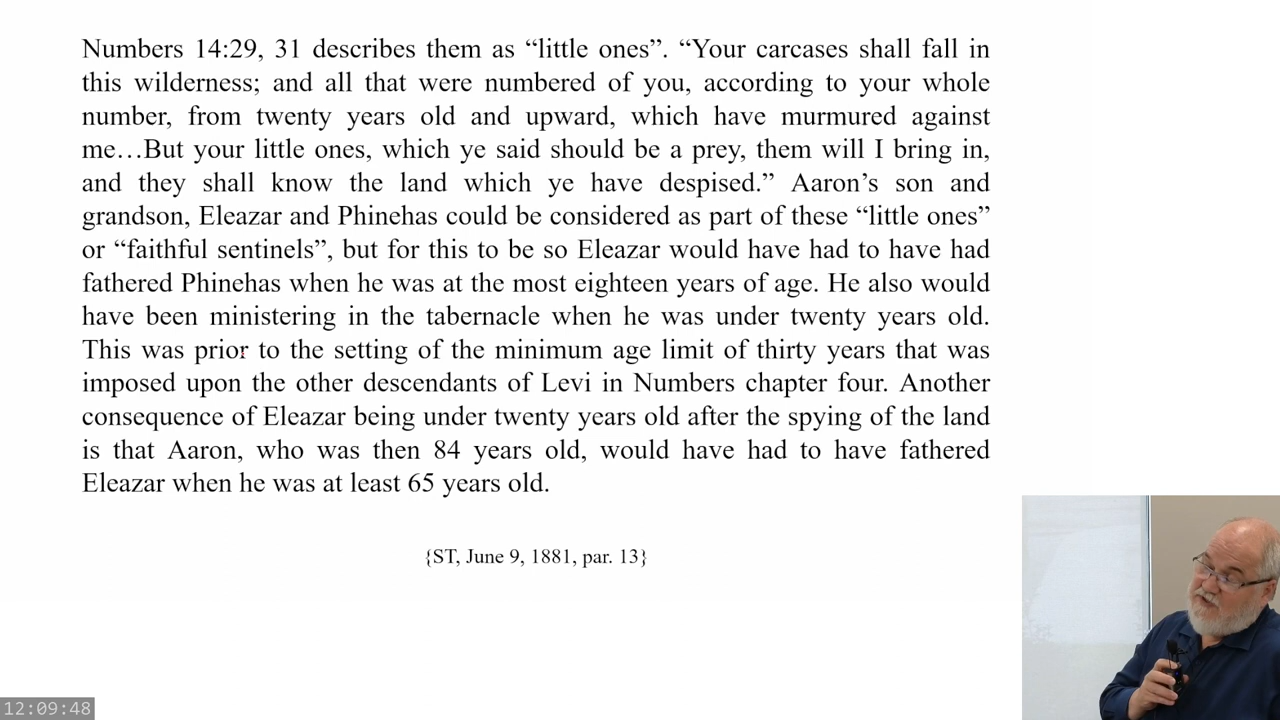 Numbers 14:29, 31 describes them as “little ones”. “Your carcases shall fall in
this wilderness; and all that were numbered of you, according to your whole
number, from twenty years old and upward, which have murmured against
me…But your little ones, which ye said should be a prey, them will I bring in,
and they shall know the land which ye have despised.” Aaron’s son and
grandson, Eleazar and Phinehas could be considered as part of these “little ones”
or “faithful sentinels”, but for this to be so Eleazar would have had to have had
fathered Phinehas when he was at the most eighteen years of age. He also would
have been ministering in the tabernacle when he was under twenty years old.
This was prior to the setting of the minimum age limit of thirty years that was
imposed upon the other descendants of Levi in Numbers chapter four. Another
consequence of Eleazar being under twenty years old after the spying of the land
is that Aaron, who was then 84 years old, would have had to have fathered
Eleazar when he was at least 65 years old.
{ST, June 9, 1881, par. 13}
12:09:48